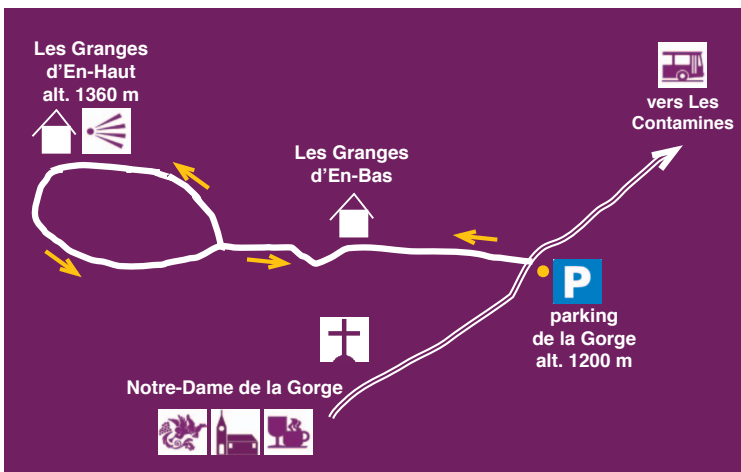 Les Granges
d’En-Haut
alt. 1360 m
vers Les
Contamines
Les Granges
d’En-Bas
P
parking
de la Gorge
alt. 1200 m
Notre-Dame de la Gorge